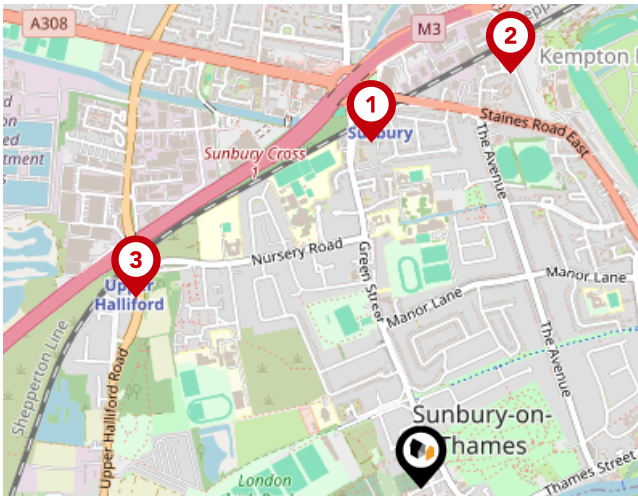 A308
M3
2
Kempton
1
Sunbury
Staines Road East
Sunbury Cross
1
The Avenue
3
Nursery Road
Upper
Halliford
Green Street
Manor Lane
Manor Lane
Shepperton Line
Upper Halliford Road
The Avenue
Sunbury-on-
Thames
London
Thames Street